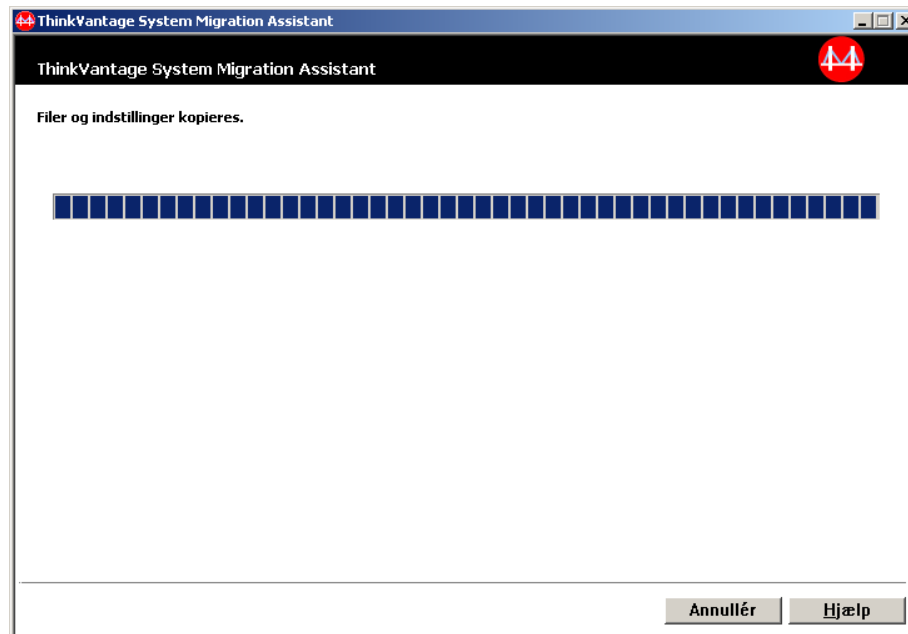 ThinkVantage System Migration Assistant
ThinkVantage System Migration Assistant
Filer og indstillinger kopieres.
Annullér Hjælp